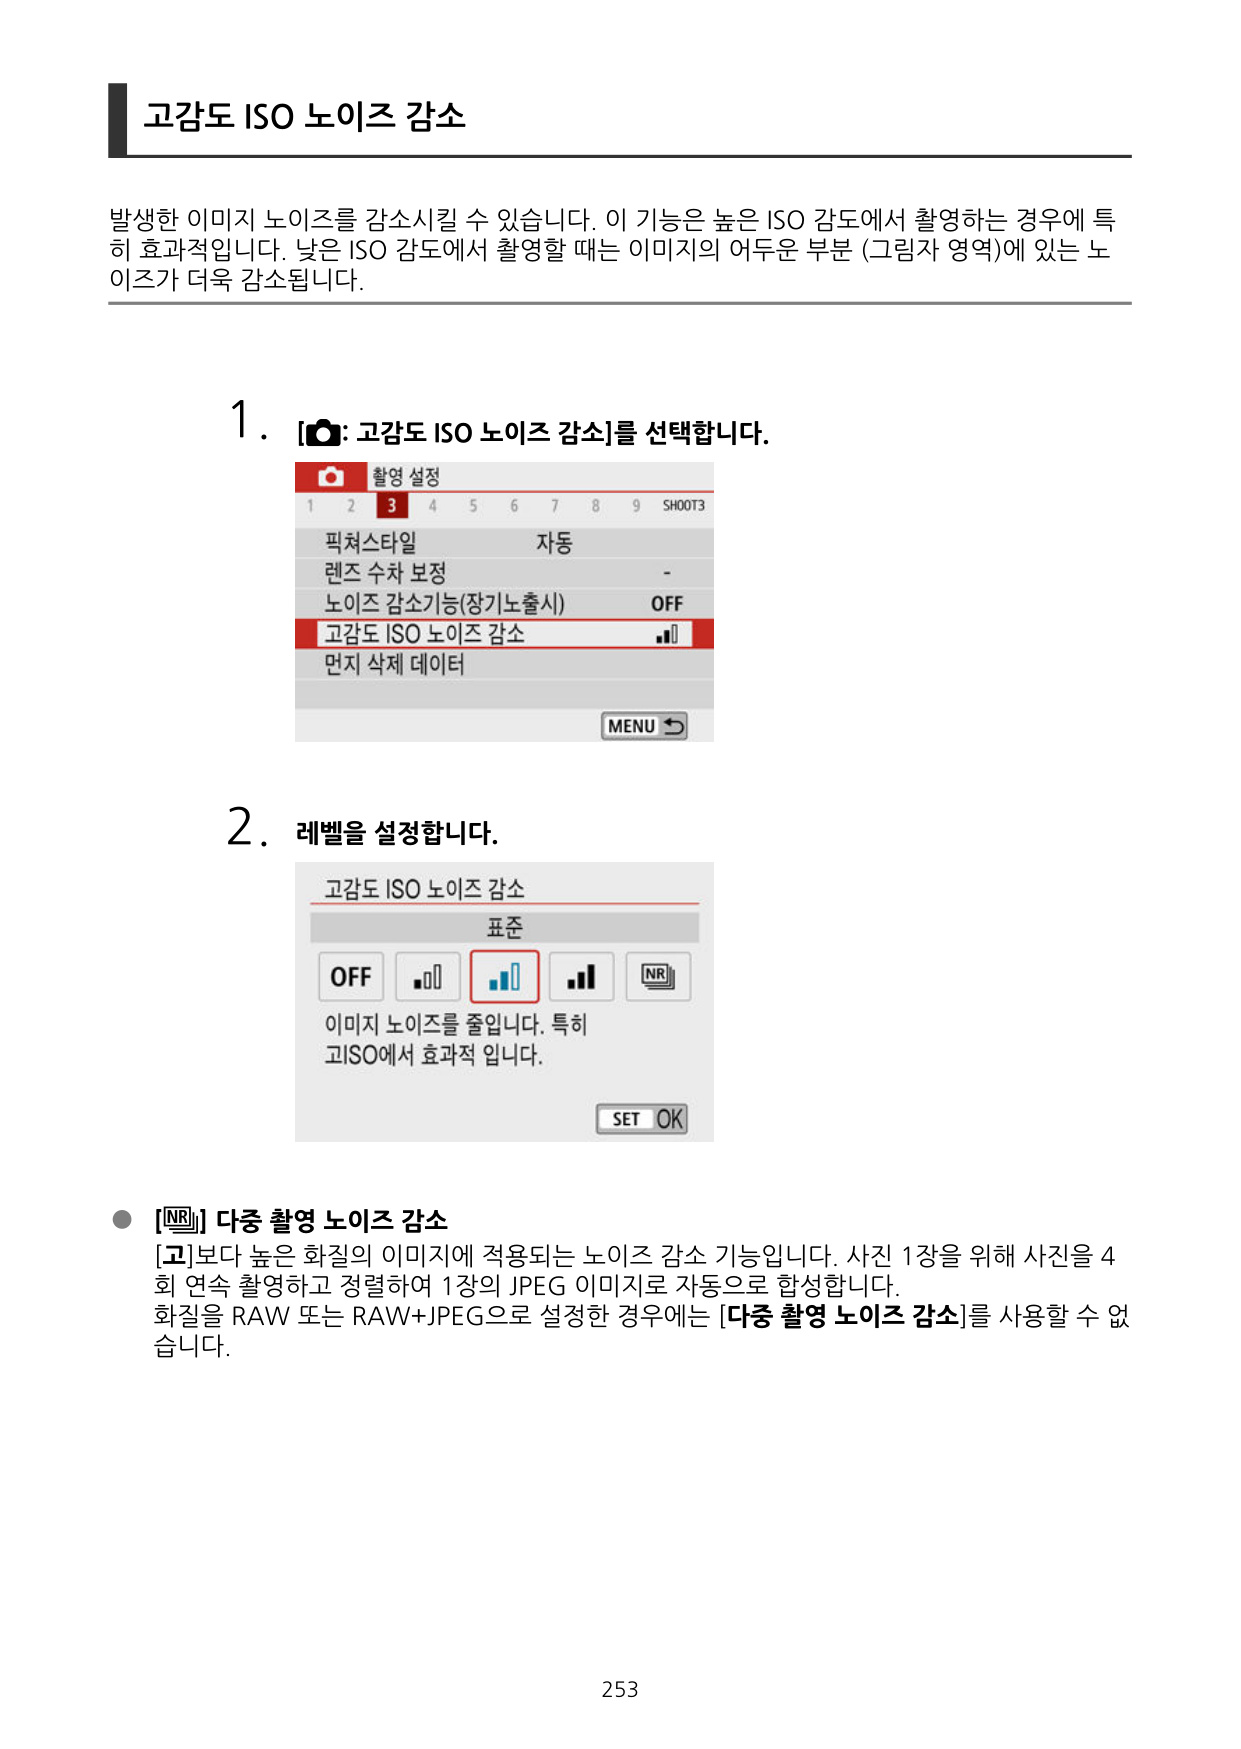 고감도 ISO 노이즈 감소
발생한 이미지 노이즈를 감소시킬 수 있습니다. 이 기능은 높은 ISO 감도에서 촬영하는 경우에 특
히 효과적입니다. 낮은 ISO 감도에서 촬영할 때는 이미지의 어두운 부분 (그림자 영역)에 있는 노
이즈가 더욱 감소됩니다.
1. [: 고감도 ISO 노이즈 감소]를 선택합니다.
촬영 설정
1 2 3 4 5 6 7 8 9 SHOOT3
픽쳐스타일 자동
렌즈 수차 보정 -
노이즈 감소기능(장기노출시) OFF
고감도 ISO 노이즈 감소
먼지 삭제 데이터
MENU
2. 레벨을 설정합니다.
고감도 ISO 노이즈 감소
표준
OFF NR
이미지 노이즈를 줄입니다. 특히
고ISO에서 효과적 입니다.
SET OK
● [NR] 다중 촬영 노이즈 감소
[고]보다 높은 화질의 이미지에 적용되는 노이즈 감소 기능입니다. 사진 1장을 위해 사진을 4
회 연속 촬영하고 정렬하여 1장의 JPEG 이미지로 자동으로 합성합니다.
화질을 RAW 또는 RAW+JPEG으로 설정한 경우에는 [다중 촬영 노이즈 감소]를 사용할 수 없
습니다.
253